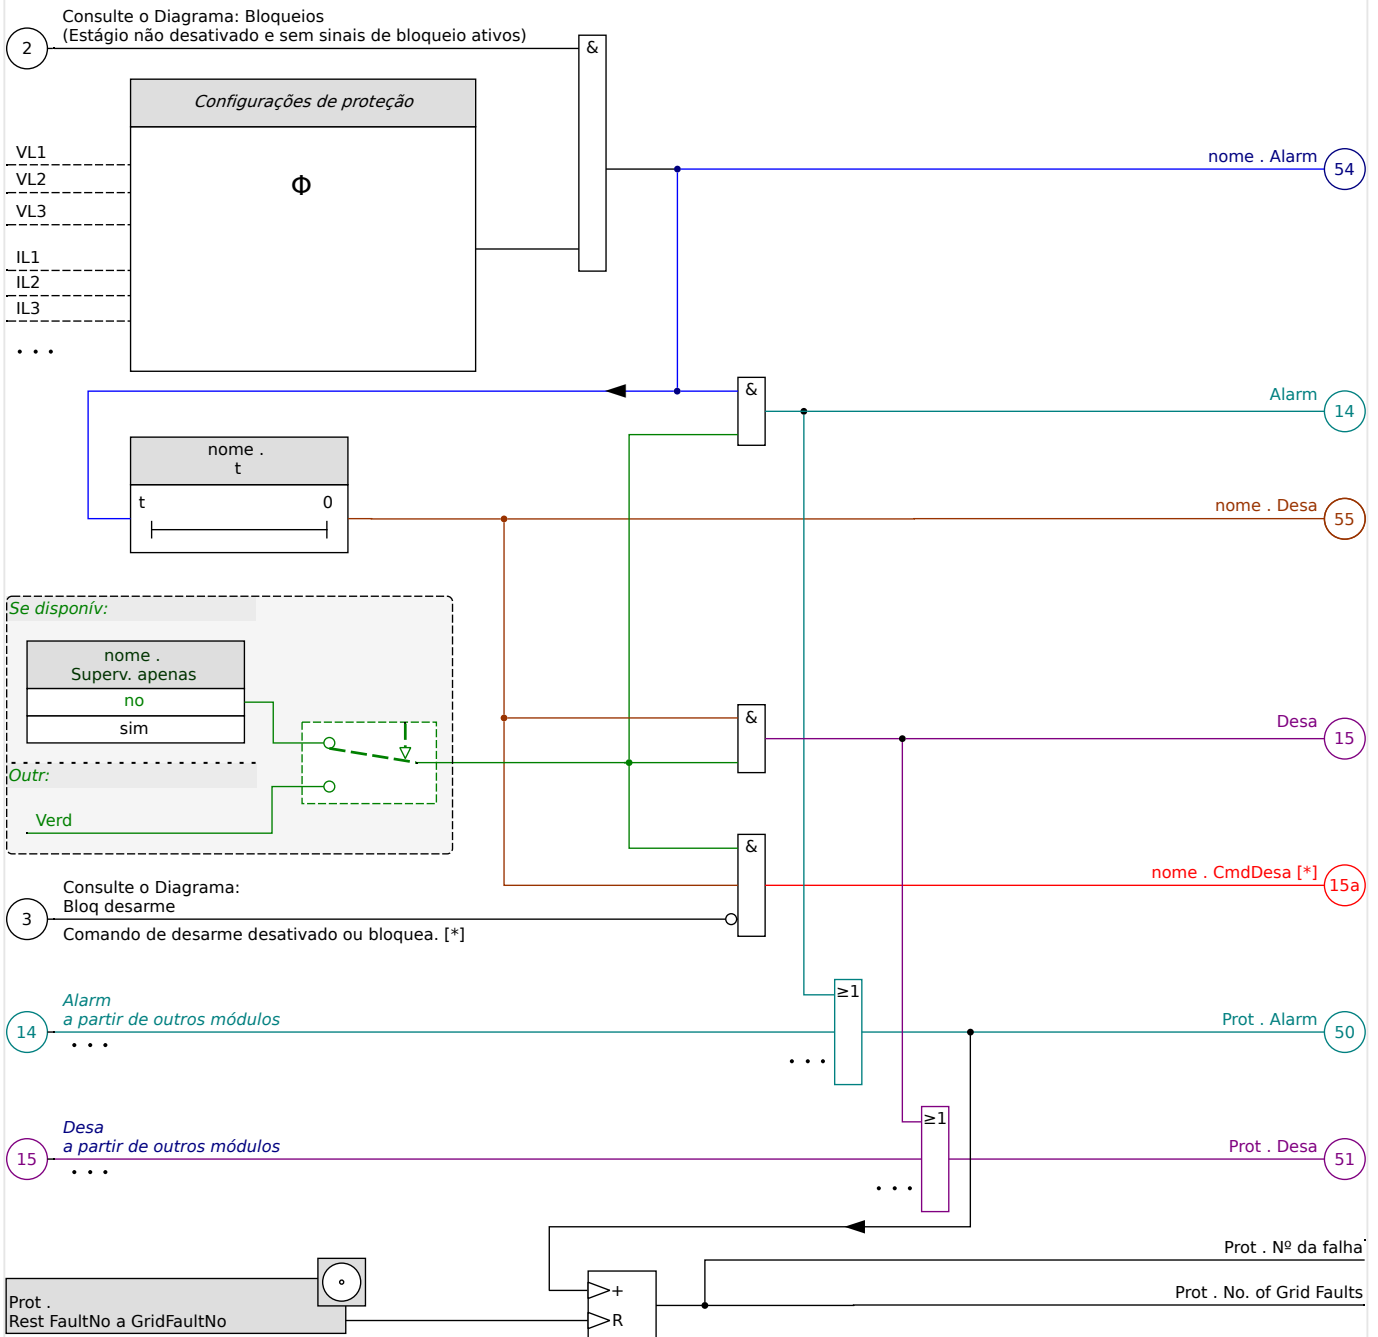 Consulte o Diagrama: Bloqueios
(Estágio não desativado e sem sinais de bloqueio ativos)
2
&
Configurações de proteção
VL1
VL2
VL3
Φ
IL1
IL2
IL3
. . .
nome . Alarm
54
&
Alarm
14
nome .
t
t 0
nome . Desa
55
Se disponív:
nome .
Superv. apenas
no
sim
Outr:
Verd
&
Desa
15
&
nome . CmdDesa [*]
15a
Consulte o Diagrama:
Bloq desarme
3
Comando de desarme desativado ou bloquea. [*]
≥1
Alarm
a partir de outros módulos
14
. . .
. . .
Prot . Alarm
50
≥1
Desa
a partir de outros módulos
15
. . .
. . .
Prot . Desa
51
Prot . Nº da falha
Prot . No. of Grid Faults
Prot .
Rest FaultNo a GridFaultNo
+
R